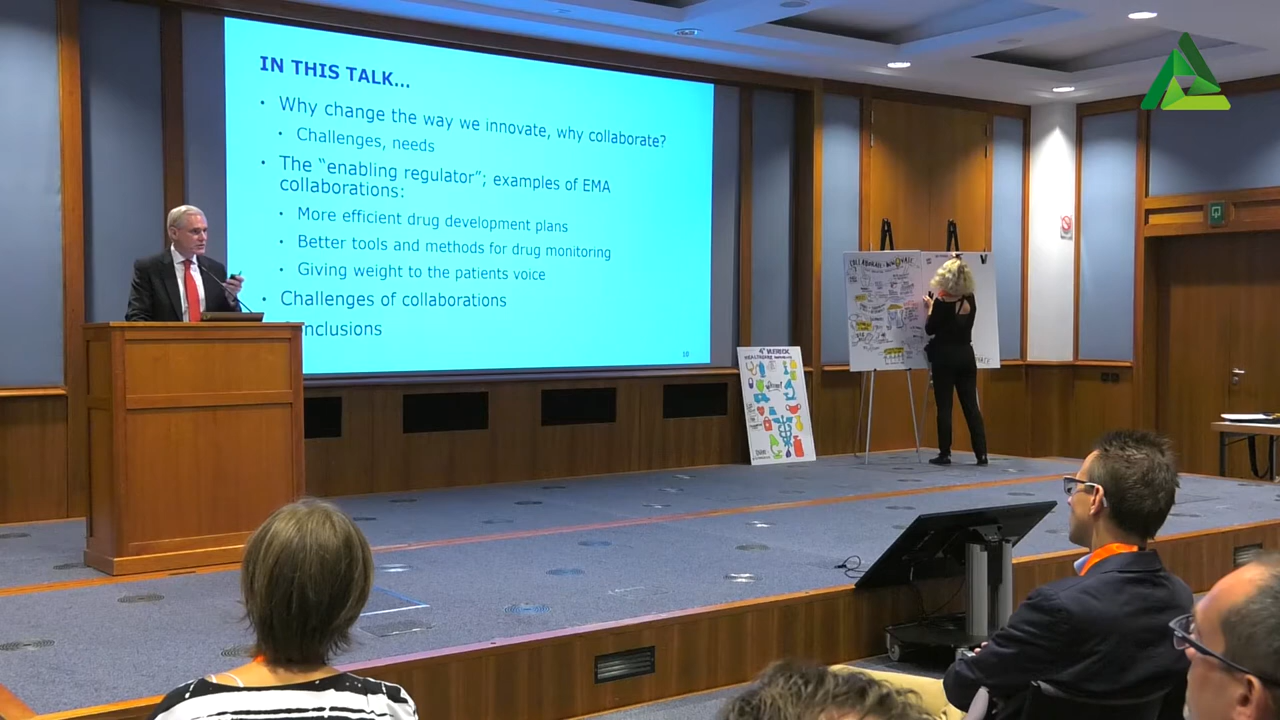 IN THIS TALK...
• Why change the way we innovate, why collaborate?
• Challenges, needs
• The “enabling regulator”; examples of EMA
collaborations:
• More efficient drug development plans
• Better tools and methods for drug monitoring
• Giving weight to the patients voice
• Challenges of collaborations
nclusions
10
HEALTHCARE